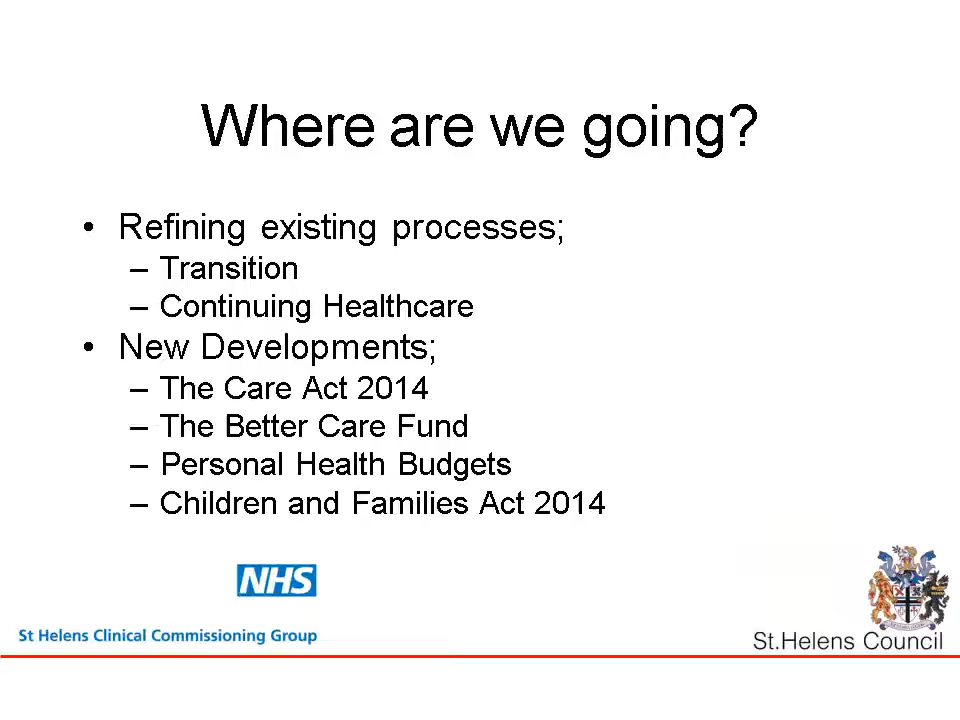 Where are we going?
• Refining existing processes;
– Transition
– Continuing Healthcare
• New Developments;
– The Care Act 2014
– The Better Care Fund
– Personal Health Budgets
– Children and Families Act 2014
NHS
St Helens Clinical Commissioning Group
St.Helens Council